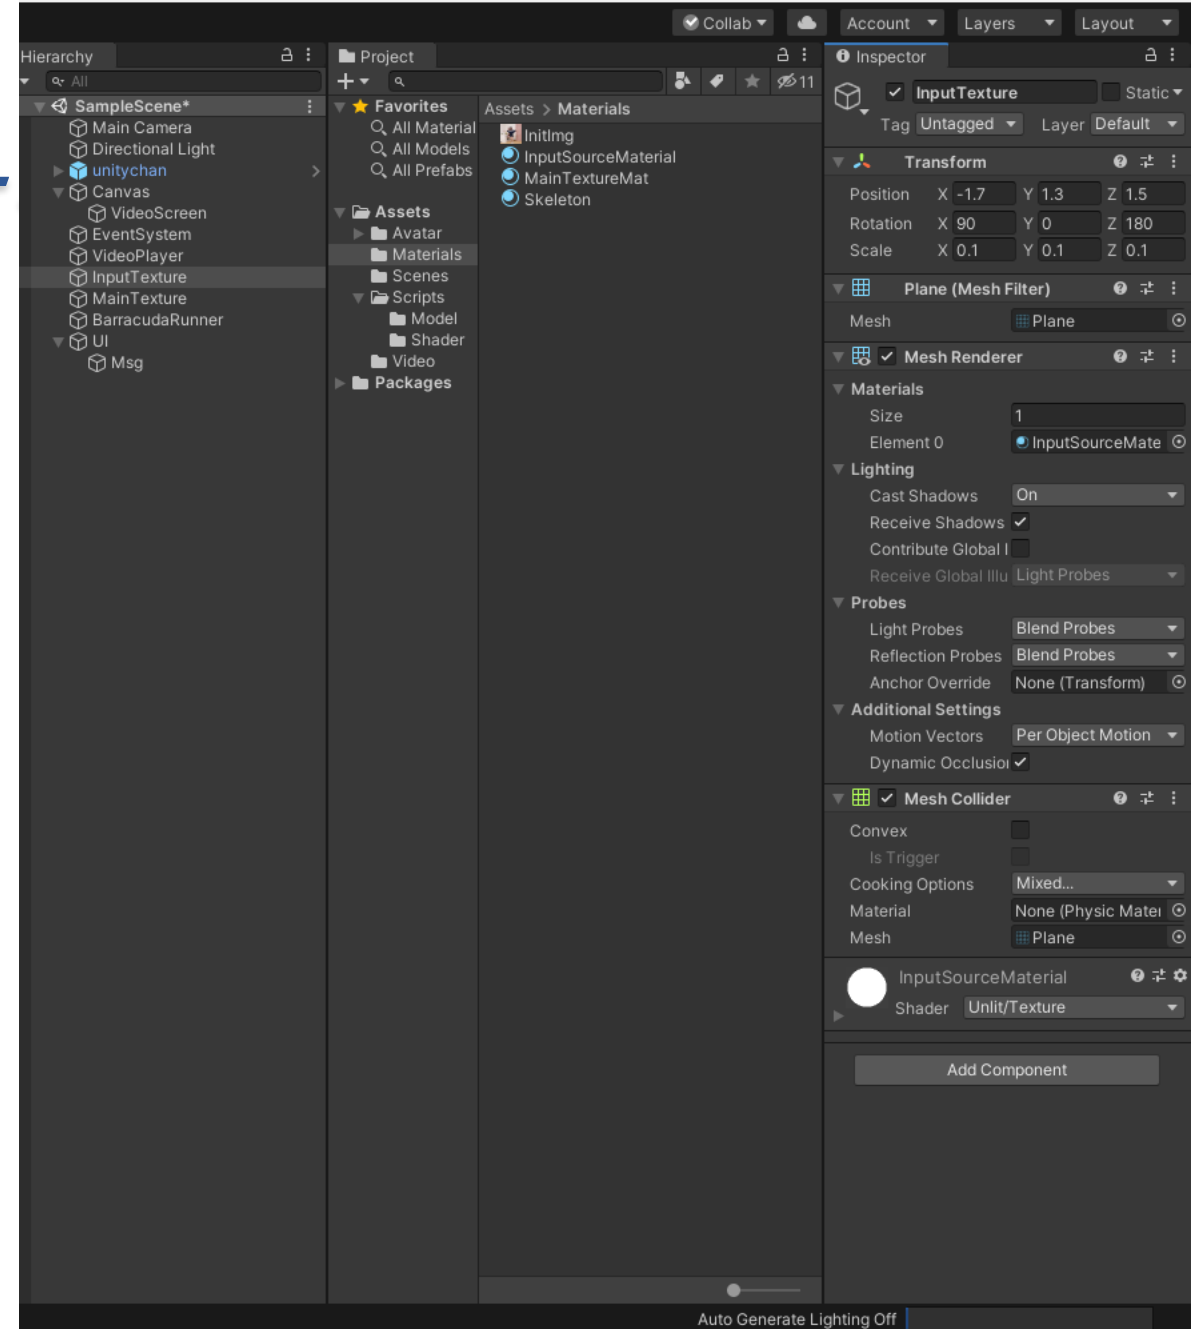 Collab
Account
Layers
Layout
Hierarchy
All
SampleScene*
Main Camera
Directional Light
unitychan
Canvas
VideoScreen
EventSystem
VideoPlayer
InputTexture
MainTexture
BarracudaRunner
UI
Msg
Project
11
Favorites
All Material
All Models
All Prefabs
Assets
Avatar
Materials
Scenes
Scripts
Model
Shader
Video
Packages
Assets > Materials
InitImg
InputSourceMaterial
MainTextureMat
Skeleton
Inspector
InputTexture Static
Tag Untagged Layer Default
Transform
Position X -1.7 Y 1.3 Z 1.5
Rotation X 90 Y 0 Z 180
Scale X 0.1 Y 0.1 Z 0.1
Plane (Mesh Filter)
Mesh Plane
Mesh Renderer
Materials
Size 1
Element 0 InputSourceMate
Lighting
Cast Shadows On
Receive Shadows
Contribute Global I
Receive Global Illu Light Probes
Probes
Light Probes Blend Probes
Reflection Probes Blend Probes
Anchor Override None (Transform)
Additional Settings
Motion Vectors Per Object Motion
Dynamic Occlusion
Mesh Collider
Convex
Is Trigger
Cooking Options Mixed...
Material None (Physic Mater
Mesh Plane
InputSourceMaterial
Shader Unlit/Texture
Add Component
Auto Generate Lighting Off